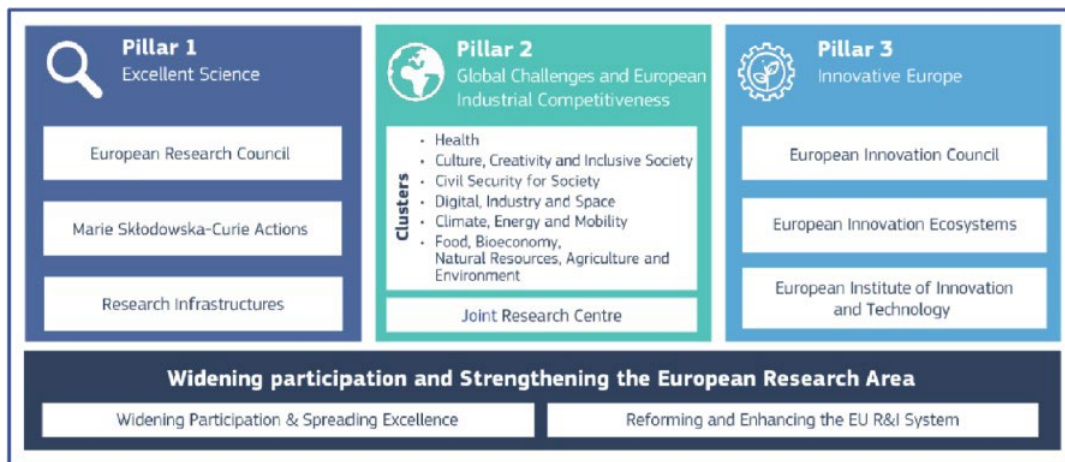 Pillar 1
Excellent Science
European Research Council
Marie Skłodowska-Curie Actions
Research Infrastructures
Pillar 2
Global Challenges and European
Industrial Competitiveness
Clusters
• Health
• Culture, Creativity and Inclusive Society
• Civil Security for Society
• Digital, Industry and Space
• Climate, Energy and Mobility
• Food, Bioeconomy,
Natural Resources, Agriculture and
Environment
Joint Research Centre
Pillar 3
Innovative Europe
European Innovation Council
European Innovation Ecosystems
European Institute of Innovation
and Technology
Widening participation and Strengthening the European Research Area
Widening Participation & Spreading Excellence
Reforming and Enhancing the EU R&I System